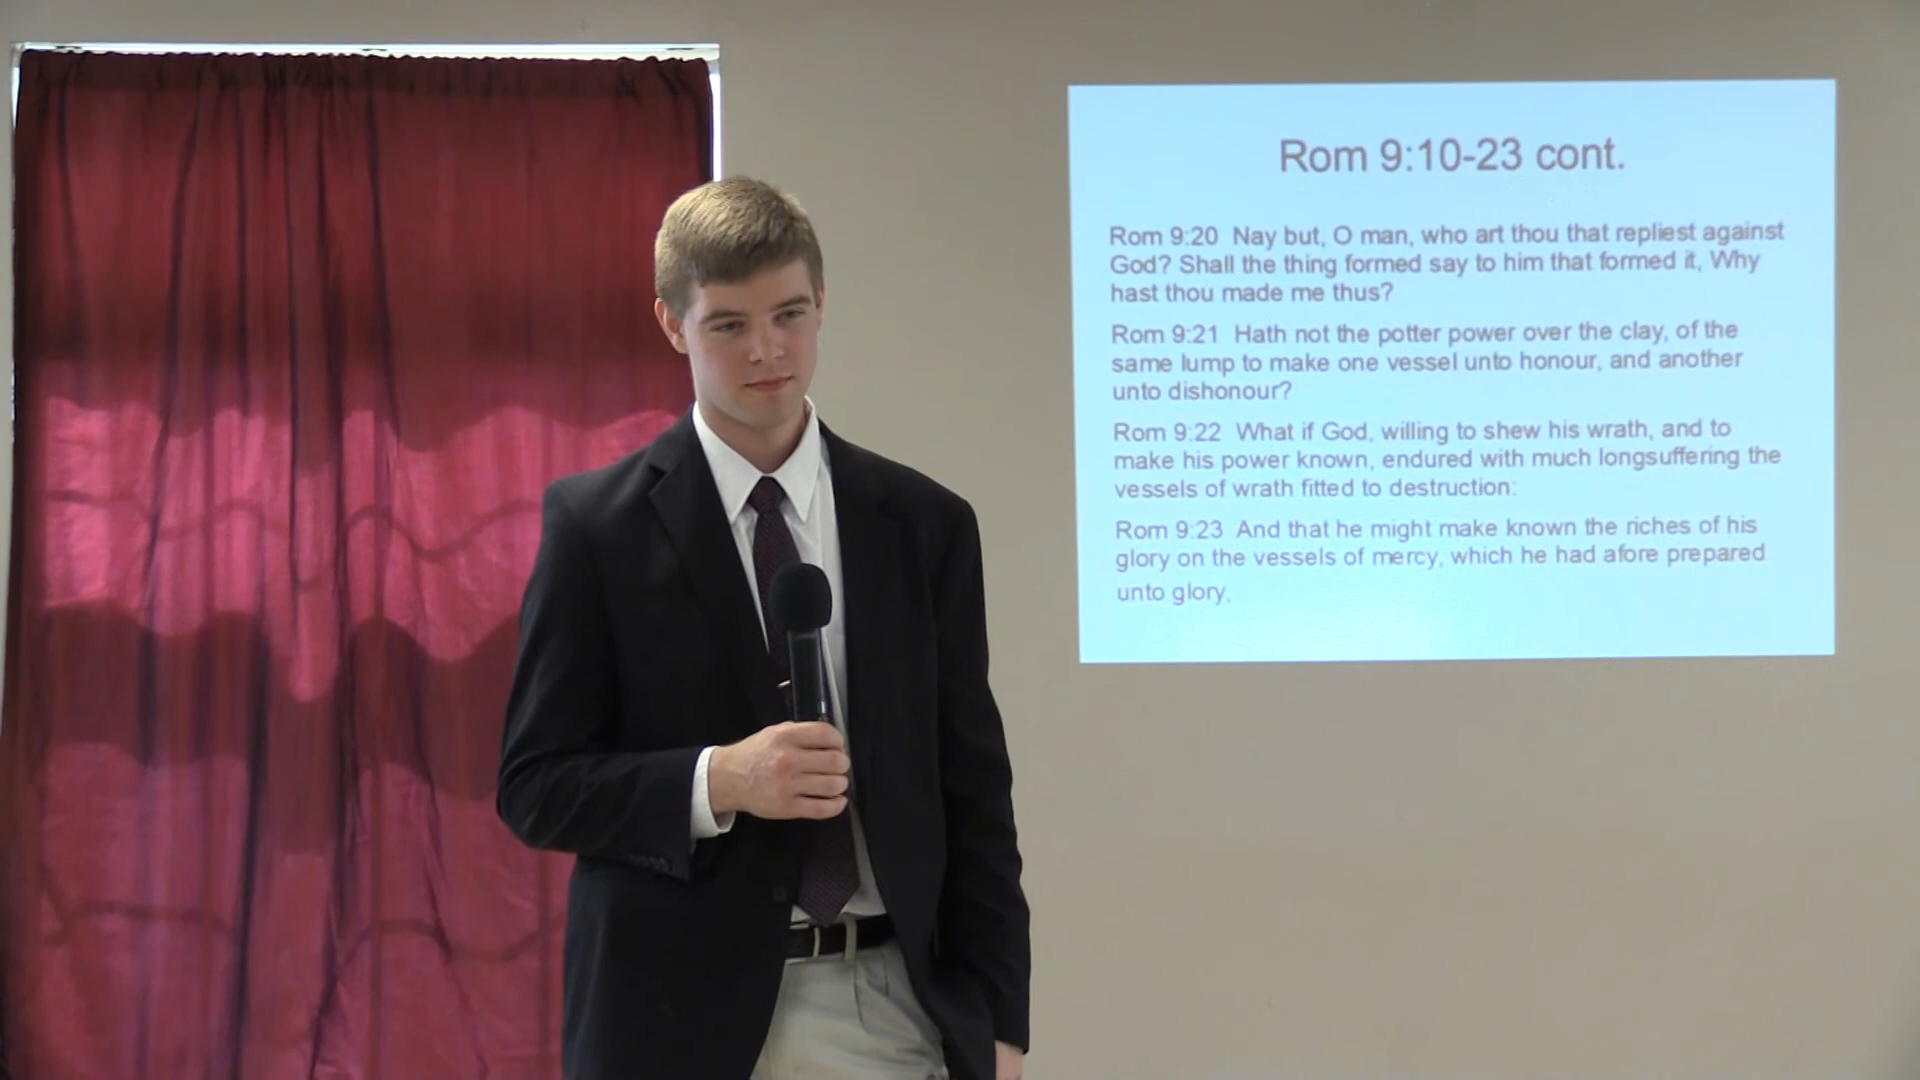 Rom 9:10-23 cont.
Rom 9:20 Nay but, O man, who art thou that repliest against
God? Shall the thing formed say to him that formed it, Why
hast thou made me thus?
Rom 9:21 Hath not the potter power over the clay, of the
same lump to make one vessel unto honour, and another
unto dishonour?
Rom 9:22 What if God, willing to shew his wrath, and to
make his power known, endured with much longsuffering the
vessels of wrath fitted to destruction:
Rom 9:23 And that he might make known the riches of his
glory on the vessels of mercy, which he had afore prepared
unto glory,